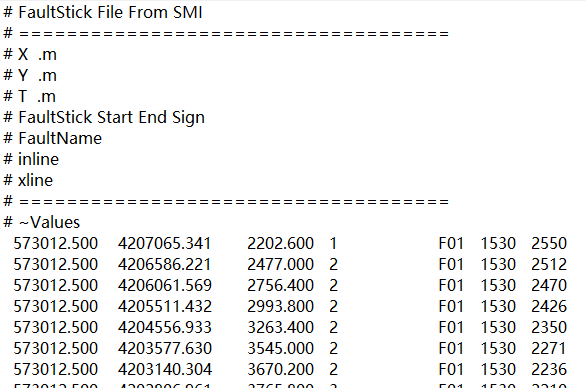 # FaultStick File From SMI
# ====================================
# X .m
# Y .m
# T .m
# FaultStick Start End Sign
# FaultName
# inline
# xline
# ====================================
# ~Values
573012.500 4207065.341 2202.600 1 F01 1530 2550
573012.500 4206586.221 2477.000 2 F01 1530 2512
573012.500 4206061.569 2756.400 2 F01 1530 2470
573012.500 4205511.432 2993.800 2 F01 1530 2426
573012.500 4204556.933 3263.400 2 F01 1530 2350
573012.500 4203577.630 3545.000 2 F01 1530 2271
573012.500 4203140.304 3670.200 2 F01 1530 2236